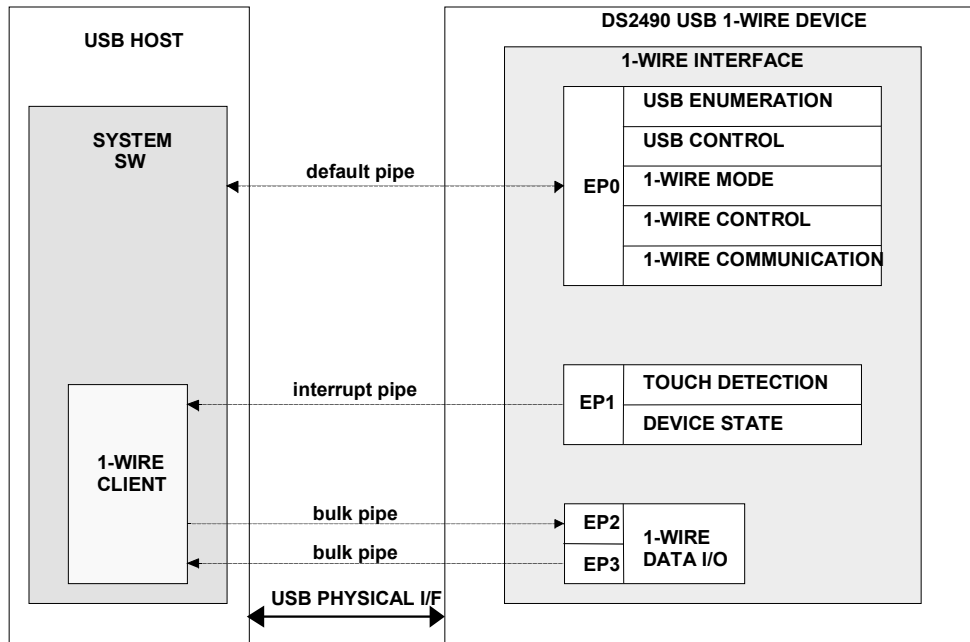 USB HOST
DS2490 USB 1-WIRE DEVICE
1-WIRE INTERFACE
SYSTEM
SW
default pipe
EP0
USB ENUMERATION
USB CONTROL
1-WIRE MODE
1-WIRE CONTROL
1-WIRE COMMUNICATION
interrupt pipe
EP1
TOUCH DETECTION
DEVICE STATE
1-WIRE
CLIENT
bulk pipe
EP2
bulk pipe
EP3
1-WIRE
DATA I/O
USB PHYSICAL I/F